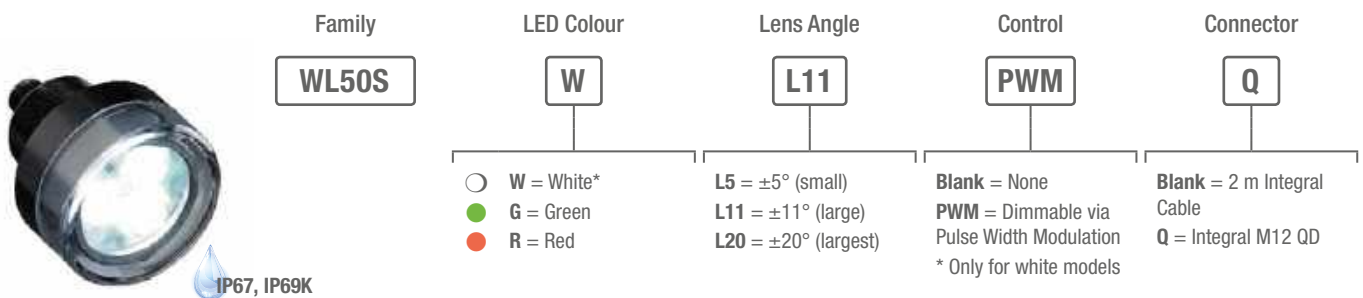 Family
LED Colour
Lens Angle
Control
Connector
WL50S
W
L11
PWM
Q
W = White*
G = Green
R = Red
L5 = ±5° (small)
L11 = ±11° (large)
L20 = ±20° (largest)
Blank = None
PWM = Dimmable via
Pulse Width Modulation
* Only for white models
Blank = 2 m Integral
Cable
Q = Integral M12 QD
IP67, IP69K